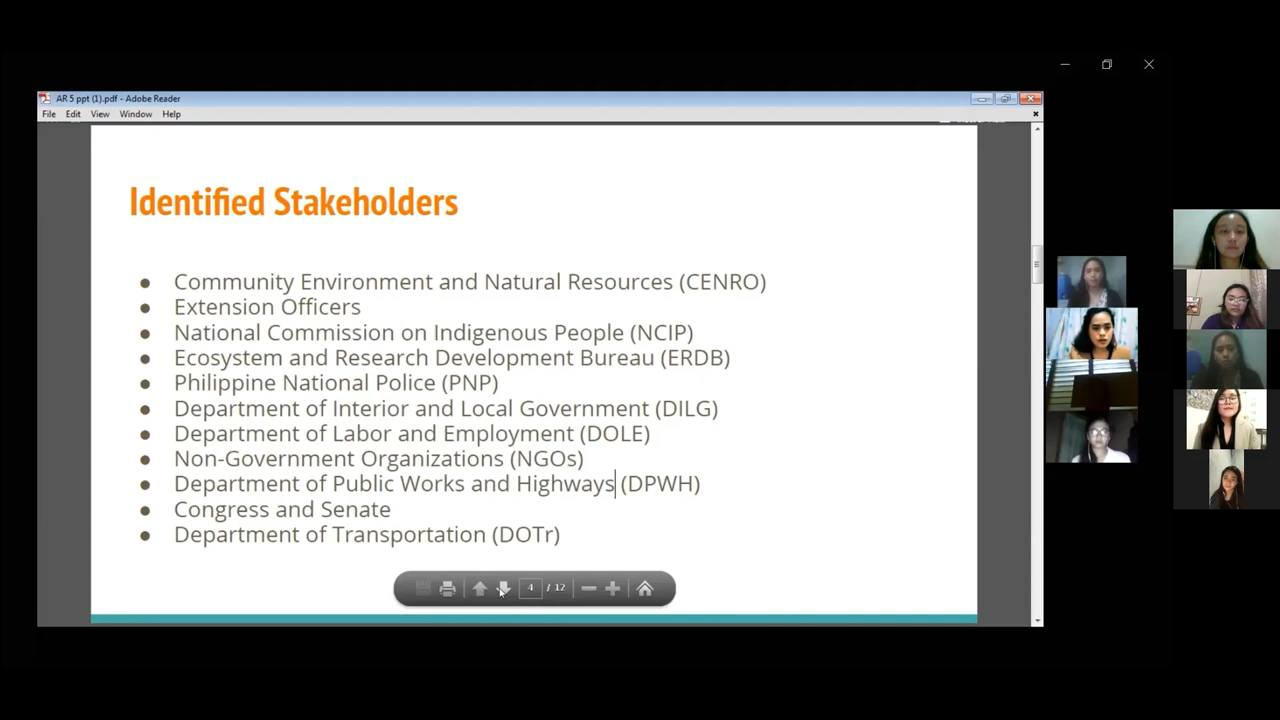 AR 5 ppt (1).pdf - Adobe Reader
File Edit View Window Help
Identified Stakeholders
● Community Environment and Natural Resources (CENRO)
● Extension Officers
● National Commission on Indigenous People (NCIP)
● Ecosystem and Research Development Bureau (ERDB)
● Philippine National Police (PNP)
● Department of Interior and Local Government (DILG)
● Department of Labor and Employment (DOLE)
● Non-Government Organizations (NGOs)
● Department of Public Works and Highways (DPWH)
● Congress and Senate
● Department of Transportation (DOTr)
4 / 12